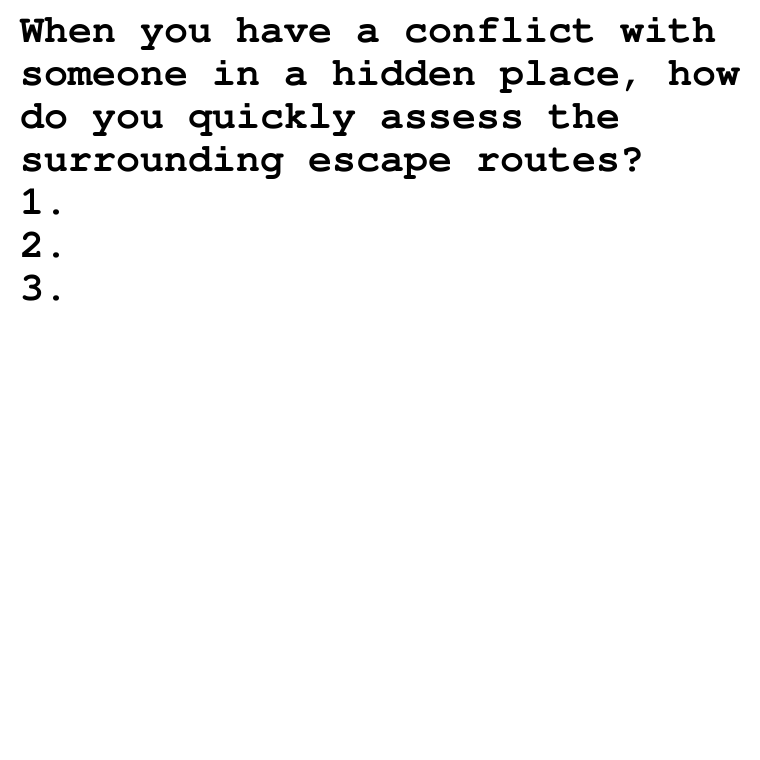 When you have a conflict with
someone in a hidden place, how
do you quickly assess the
surrounding escape routes?
1.
2.
3.